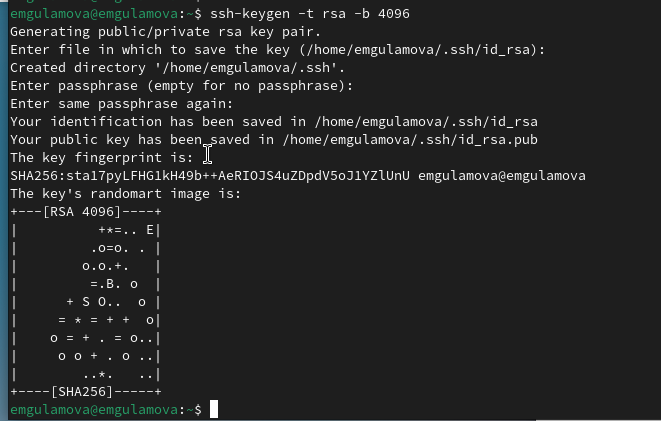 emgulamova@emgulamova:~$ ssh-keygen -t rsa -b 4096
Generating public/private rsa key pair.
Enter file in which to save the key (/home/emgulamova/.ssh/id_rsa):
Created directory '/home/emgulamova/.ssh'.
Enter passphrase (empty for no passphrase):
Enter same passphrase again:
Your identification has been saved in /home/emgulamova/.ssh/id_rsa
Your public key has been saved in /home/emgulamova/.ssh/id_rsa.pub
The key fingerprint is:
SHA256:sta17pyLFHG1kH49b++AeRIOJS4uZDpdV5oJ1YZlUnU emgulamova@emgulamova
The key's randomart image is:
+---[RSA 4096]----+
|          +*=.. E|
|         .o=o. . |
|        o.o.+.   |
|         =.B. o  |
|      + S O..  o |
|     = * = + +  o|
|    o = + . = o..|
|     o o + . o ..|
|        ..*.   ..|
+----[SHA256]-----+
emgulamova@emgulamova:~$